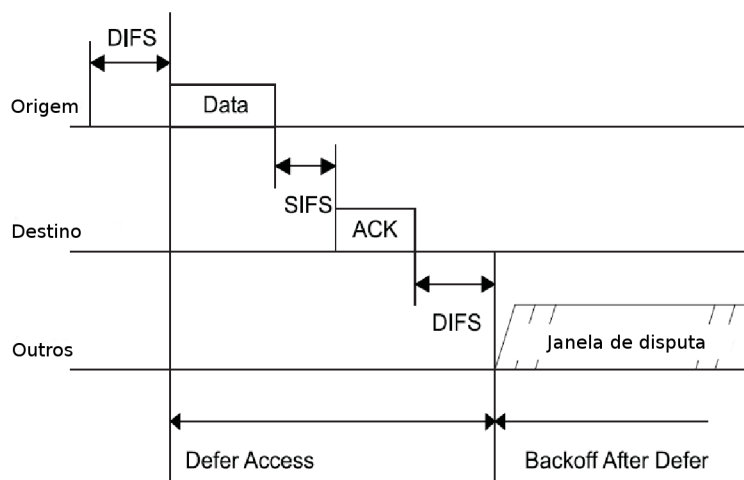 DIFS
Origem
Data
SIFS
Destino
ACK
DIFS
Outros
Janela de disputa
Defer Access
Backoff After Defer